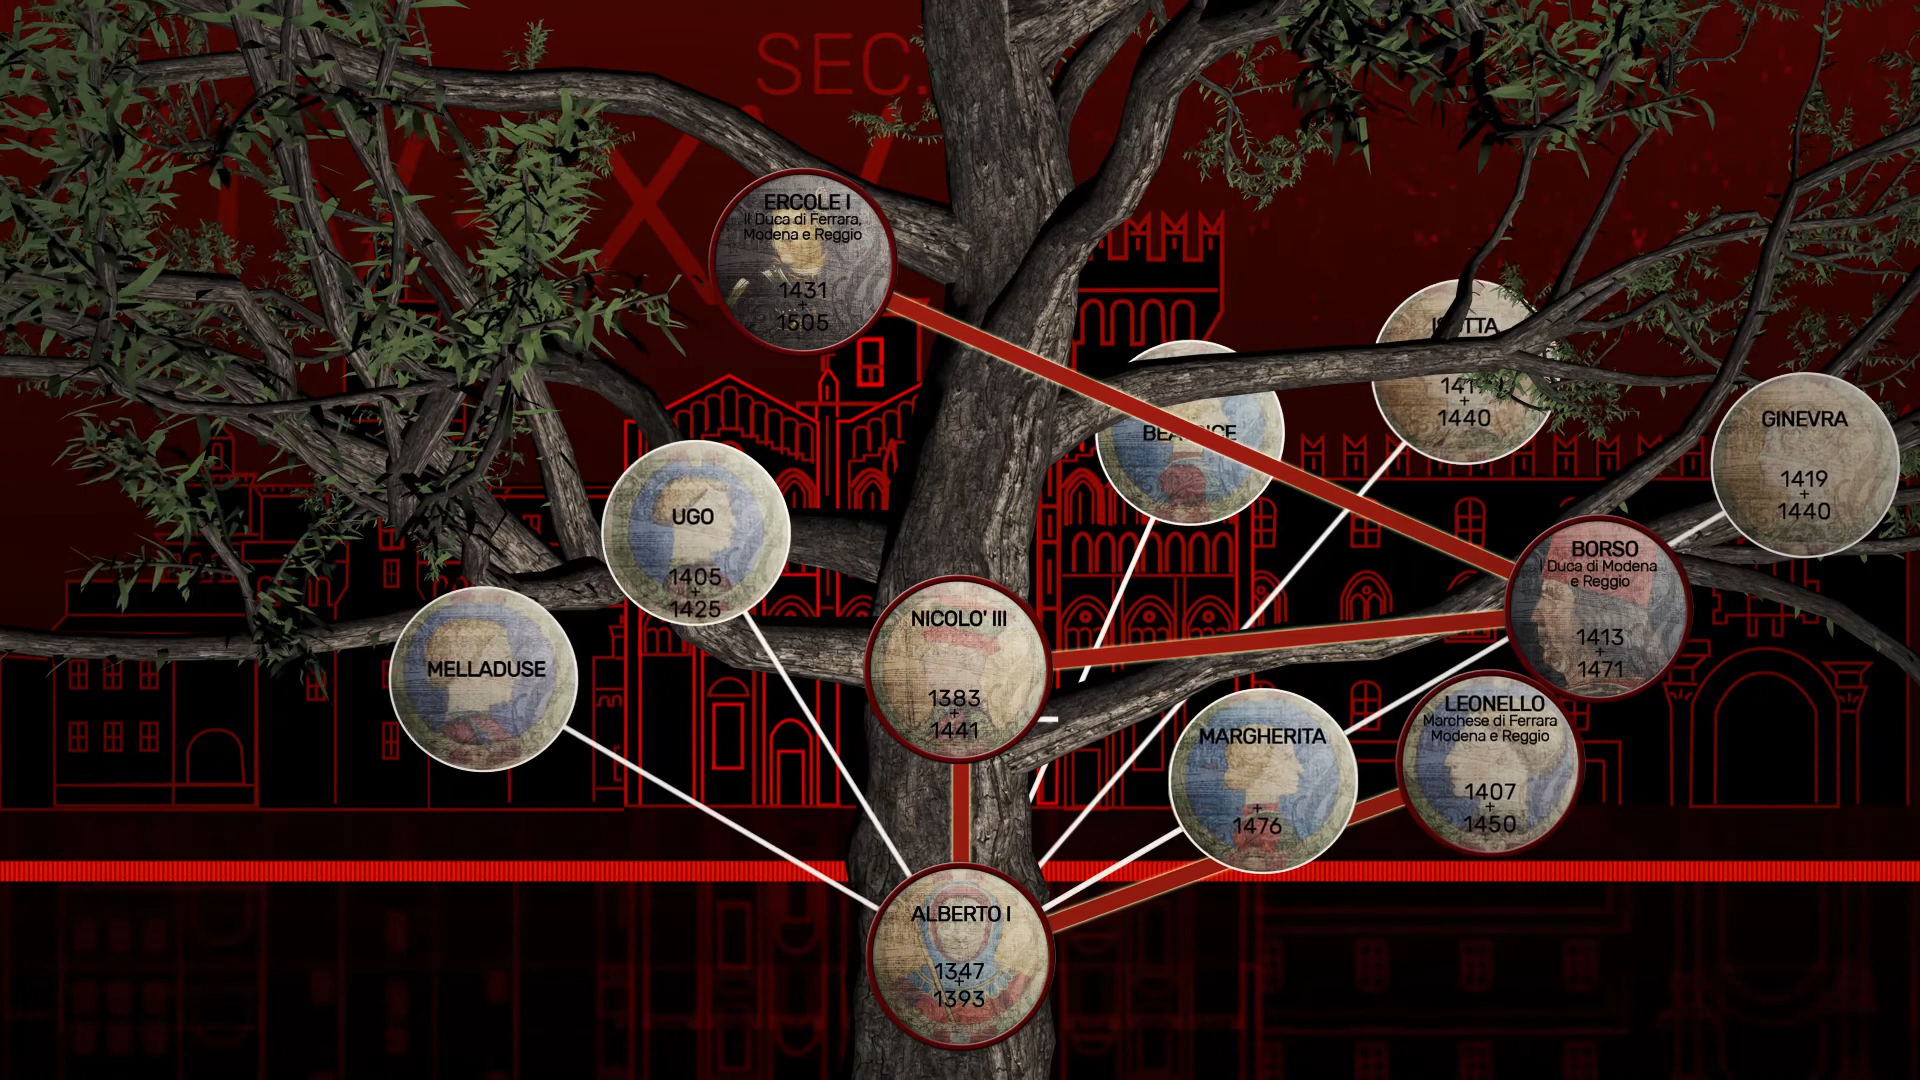 SEC.
XV
ERCOLE I
II Duca di Ferrara,
Modena e Reggio
1431
+
1505
1440
+
GINEVRA
1419
+
1440
UGO
1405
+
1425
BORSO
I Duca di Modena
e Reggio
1413
+
1471
NICOLO' III
1383
+
1441
MELLADUSE
MARGHERITA
+
1476
LEONELLO
Marchese di Ferrara
Modena e Reggio
1407
+
1450
ALBERTO I
1347
+
1393